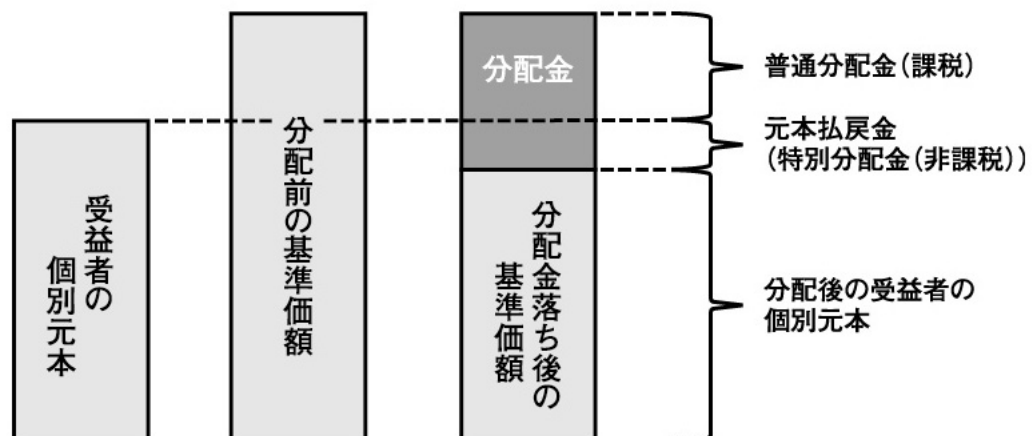 受益者の
個別元本
分配前の基準価額
分配金
分配金落ち後の
基準価額
普通分配金(課税)
元本払戻金
(特別分配金(非課税))
分配後の受益者の
個別元本